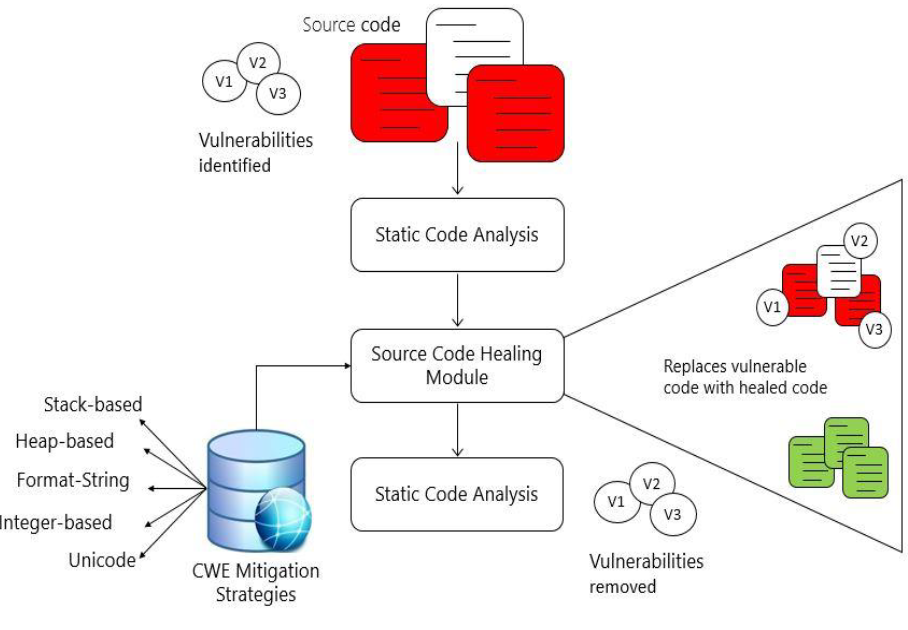 Source code
V1
V2
V3
Vulnerabilities
identified
Static Code Analysis
Source Code Healing
Module
Static Code Analysis
Stack-based
Heap-based
Format-String
Integer-based
Unicode
CWE Mitigation
Strategies
V2
V1
V3
Replaces vulnerable
code with healed code
V1
V2
V3
Vulnerabilities
removed